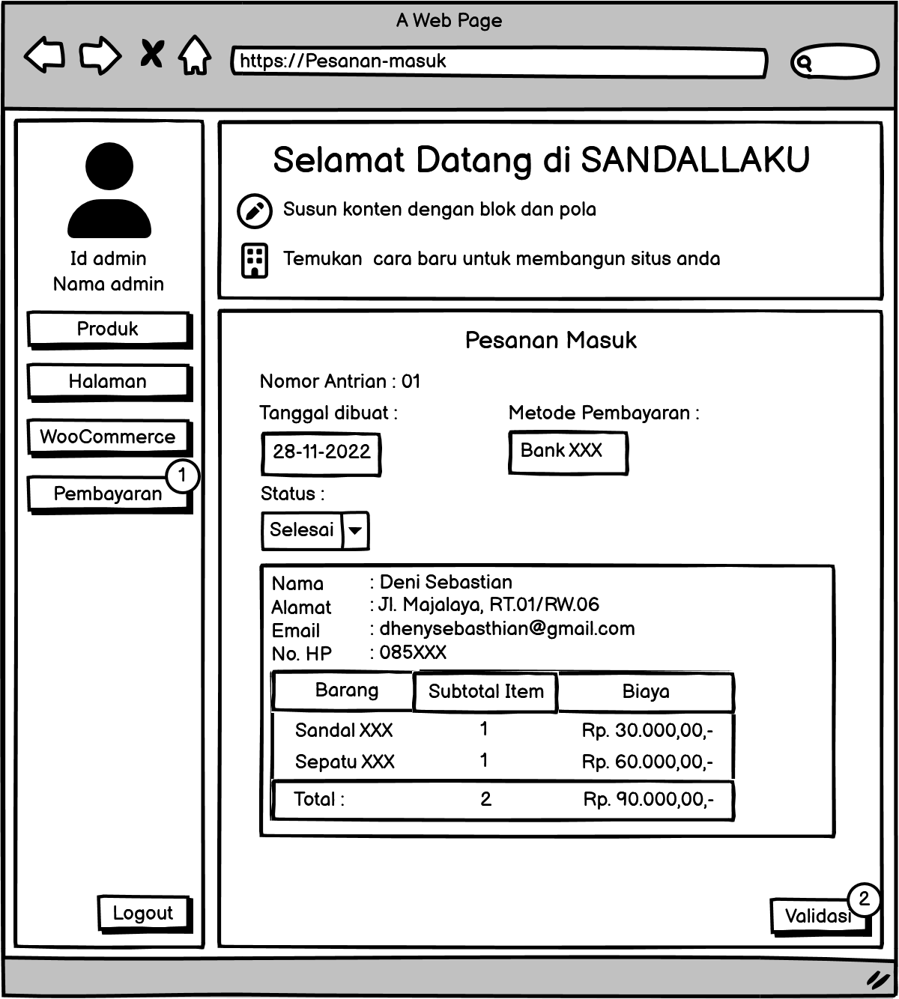 A Web Page
https://Pesanan-masuk
Id admin
Nama admin
Produk
Halaman
WooCommerce
1
Pembayaran
Logout
Selamat Datang di SANDALLAKU
Susun konten dengan blok dan pola
Temukan cara baru untuk membangun situs anda
Pesanan Masuk
Nomor Antrian : 01
Tanggal dibuat : Metode Pembayaran :
28-11-2022 Bank XXX
Status :
Selesai
Nama : Deni Sebastian
Alamat : Jl. Majalaya, RT.01/RW.06
Email : dhenysebasthian@gmail.com
No. HP : 085XXX
Barang Subtotal Item Biaya
Sandal XXX 1 Rp. 30.000,00,-
Sepatu XXX 1 Rp. 60.000,00,-
Total : 2 Rp. 90.000,00,-
2
Validasi